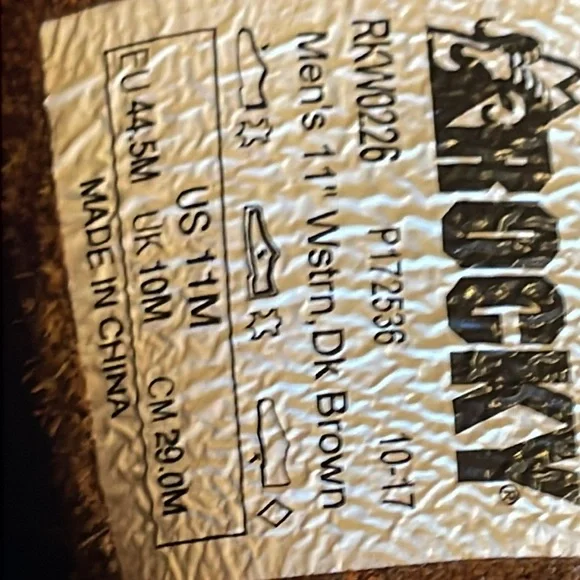 ROCKY®
RKW0226 P172536 10-17
Men's 11" Wstrn, Dk Brown
US 11M
EU 44.5M UK 10M CM 29.0M
MADE IN CHINA